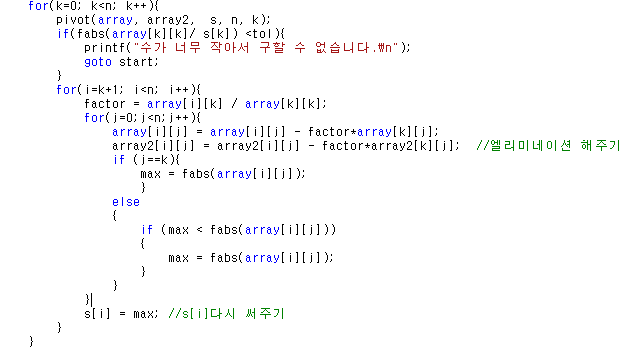 for(k=0; k<n; k++){
pivot(array, array2,  s, n, k);
if(fabs(array[k][k]/ s[k]) <tol){
printf("수가 너무 작아서 구할 수 없습니다.₩n");
goto start;
}
for(i=k+1; i<n; i++){
factor = array[i][k] / array[k][k];
for(j=0;j<n;j++){
array[i][j] = array[i][j] - factor*array[k][j];
array2[i][j] = array2[i][j] - factor*array2[k][j];  //엘리미네이션 해주기
if (j==k){
max = fabs(array[i][j]);
}
else
{
if (max < fabs(array[i][j]))
{
max = fabs(array[i][j]);
}
}
}
s[i] = max; //s[i]다시 써주기
}
}